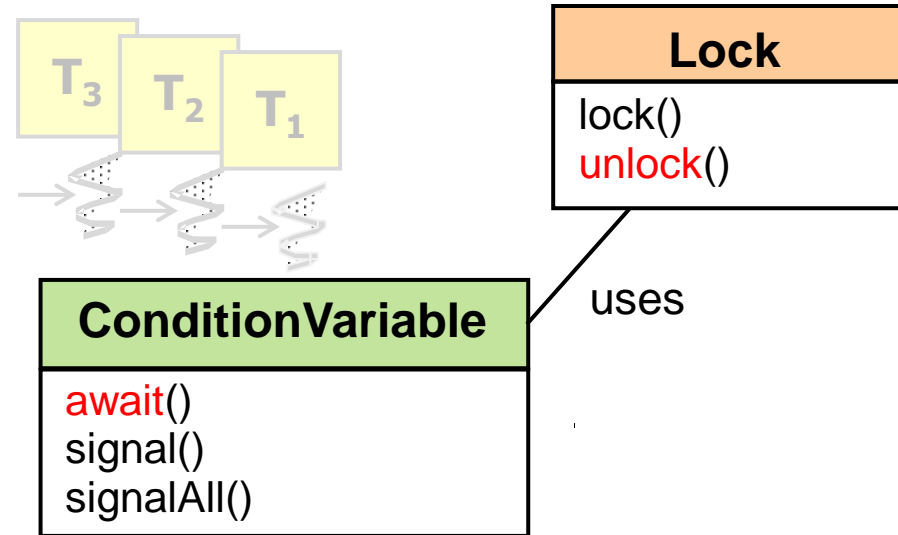 T3
T2
T1
Lock
lock()
unlock()
uses
ConditionVariable
await()
signal()
signalAll()